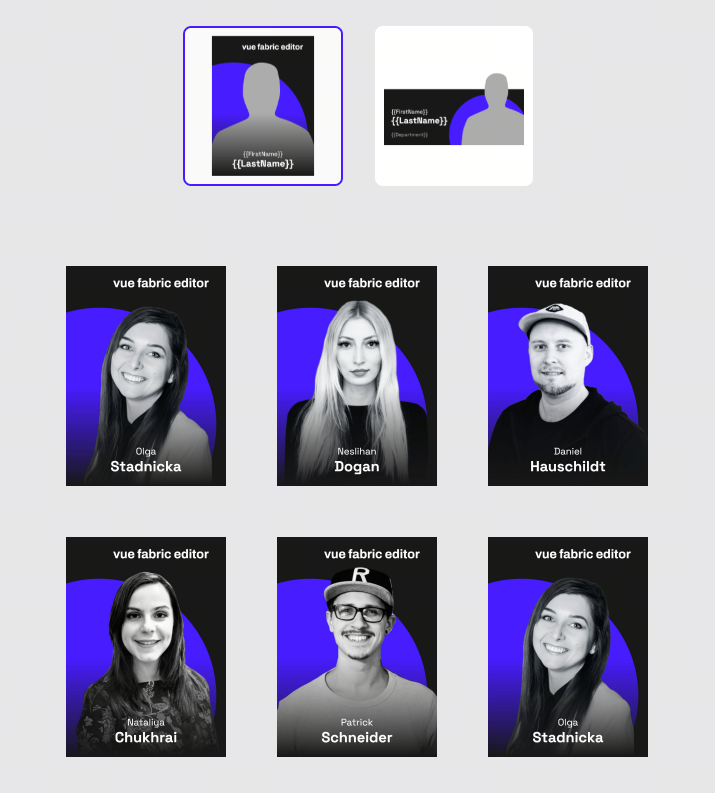 vue fabric editor
{{FirstName}}
{{LastName}}
{{FirstName}}
{{LastName}}
{{Department}}
vue fabric editor
Olga
Stadnicka
vue fabric editor
Neslihan
Dogan
vue fabric editor
Daniel
Hauschildt
vue fabric editor
Nataliya
Chukhrai
vue fabric editor
R
Patrick
Schneider
vue fabric editor
Olga
Stadnicka